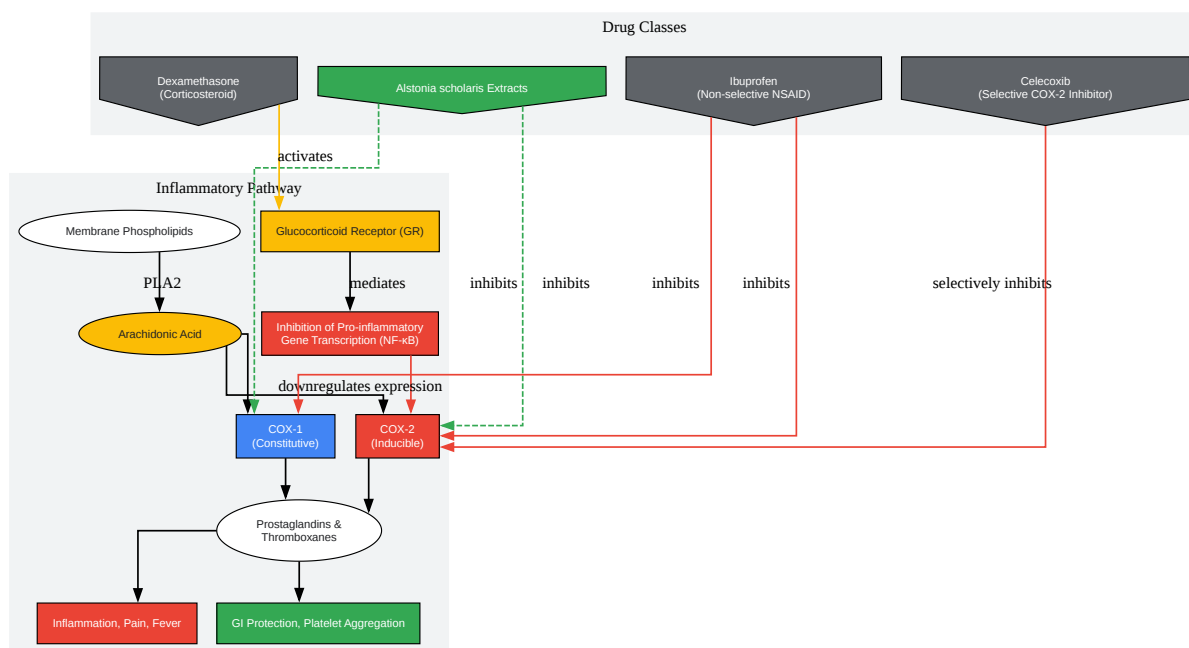 Drug Classes
Dexamethasone
(Corticosteroid)
Alstonia scholaris Extracts
Ibuprofen
(Non-selective NSAID)
Celecoxib
(Selective COX-2 Inhibitor)
activates
Inflammatory Pathway
Membrane Phospholipids
Glucocorticoid Receptor (GR)
PLA2
mediates
inhibits
inhibits
inhibits
inhibits
selectively inhibits
Arachidonic Acid
Inhibition of Pro-inflammatory
Gene Transcription (NF-κB)
downregulates expression
COX-1
(Constitutive)
COX-2
(Inducible)
Prostaglandins &
Thromboxanes
Inflammation, Pain, Fever
GI Protection, Platelet Aggregation